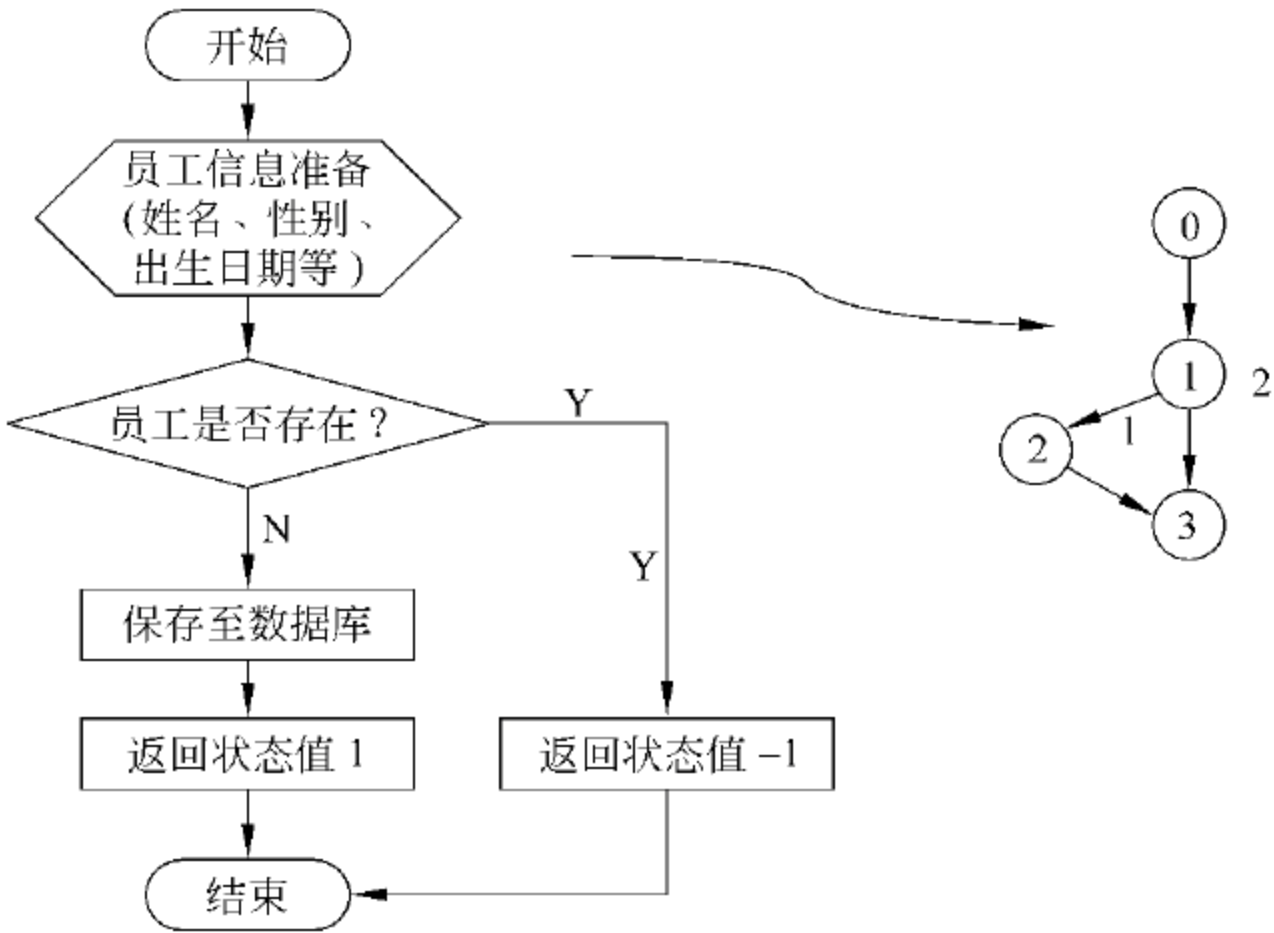 开始
员工信息准备
(姓名、性别、
出生日期等)
员工是否存在?
Y
N
Y
保存至数据库
返回状态值 1
返回状态值 -1
结束
0
1
2
2
1
3